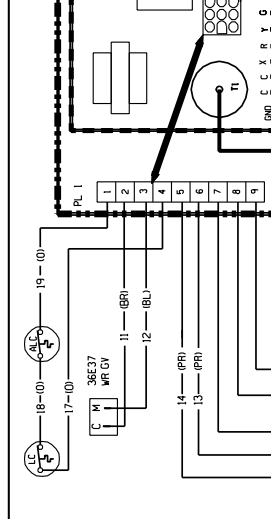 T1
GND C C X R Y G
PL 1
1 2 3 4 5 6 7 8 9
19 (O)
ALC
18 (O)
17 (O)
LC
11 (BR)
12 (BL)
36E37
WR GV
C M
14 (PR)
13 (PR)